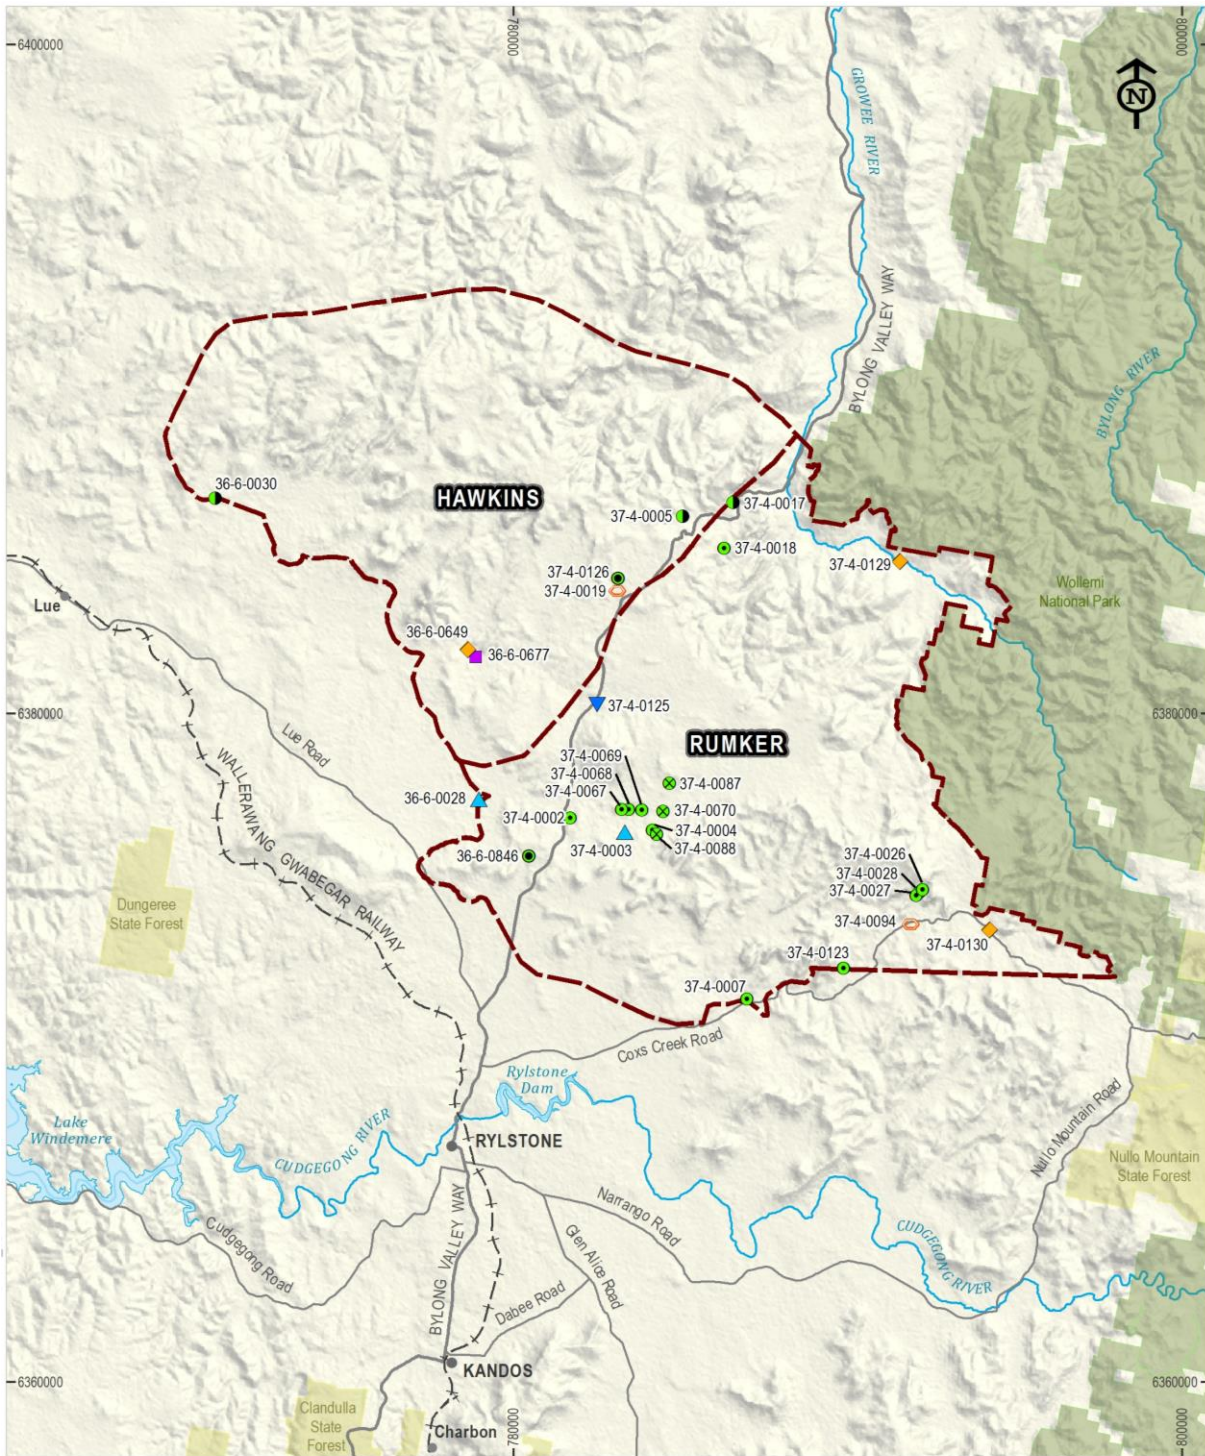 780000
800000
6400000
N
GROWEE RIVER
BYLONG VALLEY WAY
BYLONG RIVER
36-6-0030
HAWKINS
37-4-0017
37-4-0005
37-4-0018
37-4-0129
37-4-0126
37-4-0019
Wollemi
National Park
Lue
36-6-0649
36-6-0677
6380000
6380000
37-4-0125
Lue Road
RUMKER
WALLERAWANG GWABEGAR RAILWAY
37-4-0069
37-4-0068
37-4-0067
37-4-0087
36-6-0028
37-4-0002
37-4-0070
37-4-0004
37-4-0003
37-4-0088
36-6-0846
37-4-0026
37-4-0028
37-4-0027
Dungeree
State Forest
37-4-0094
37-4-0130
37-4-0123
37-4-0007
Coxs Creek Road
Rylstone
Dam
Lake
Windemere
CUDGEGONG RIVER
RYLSTONE
Nullo Mountain Road
Nullo Mountain
State Forest
Narrango Road
CUDGEGONG RIVER
Cudgegong Road
BYLONG VALLEY WAY
Glen Alice Road
Dabee Road
KANDOS
6360000
6360000
Clandulla
State
Forest
Charbon
780000
800000